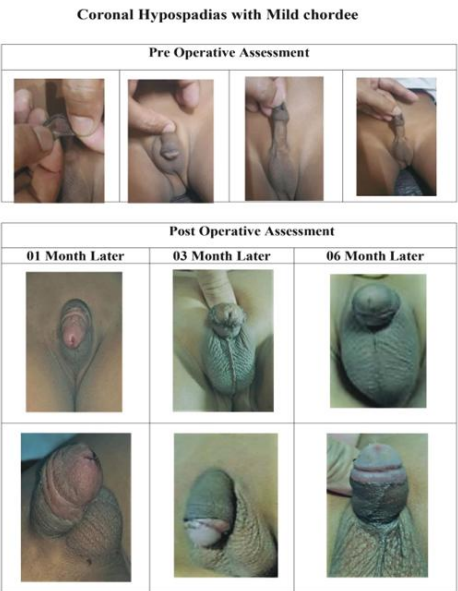 Coronal Hypospadias with Mild chordee
Pre Operative Assessment
Post Operative Assessment
01 Month Later
03 Month Later
06 Month Later